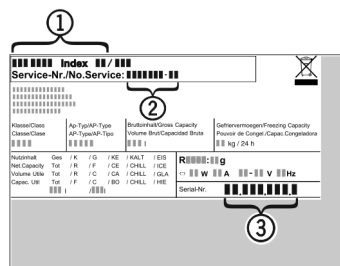 1
Index / 
Service-Nr./No.Service: -
2
Klasse/Class
Classe/Clase
Ap-Typ/AP-Type
AP-Type/AP-Tipo
Bruttoinhalt/Gross Capacity
Volume Brut/Capacidad Brute
l
Gefriervermoegen/Freezing Capacity
Pouvoir de Congel./Capac.Congeladora
kg / 24 h
Nutzinhalt Ges / K / G / KE / KALT / EIS
Net.Capacity Tot / R / F / CE / CHILL / ICE
Volume Utile Tot / R / C / CA / CHILL / GLA
Capac. Util Tot / F / C / BO / CHILL / HIE
l / l
R : g
W A - V Hz
Serial-Nr.
3